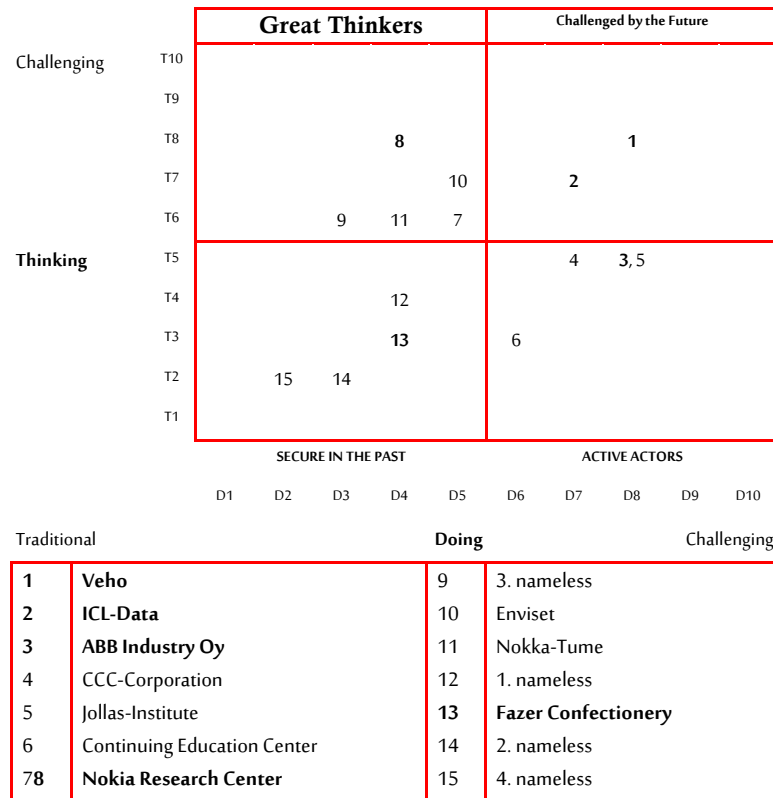 Great Thinkers Challenged by the Future
Challenging T10
T9
T8 8 1
T7 10 2
T6 9 11 7
Thinking T5 4 3, 5
T4 12
T3 13 6
T2 15 14
T1
SECURE IN THE PAST ACTIVE ACTORS
D1 D2 D3 D4 D5 D6 D7 D8 D9 D10
Traditional Doing Challenging
1 Veho 9 3. nameless
2 ICL-Data 10 Enviset
3 ABB Industry Oy 11 Nokka-Tume
4 CCC-Corporation 12 1. nameless
5 Jollas-Institute 13 Fazer Confectionery
6 Continuing Education Center 14 2. nameless
78 Nokia Research Center 15 4. nameless